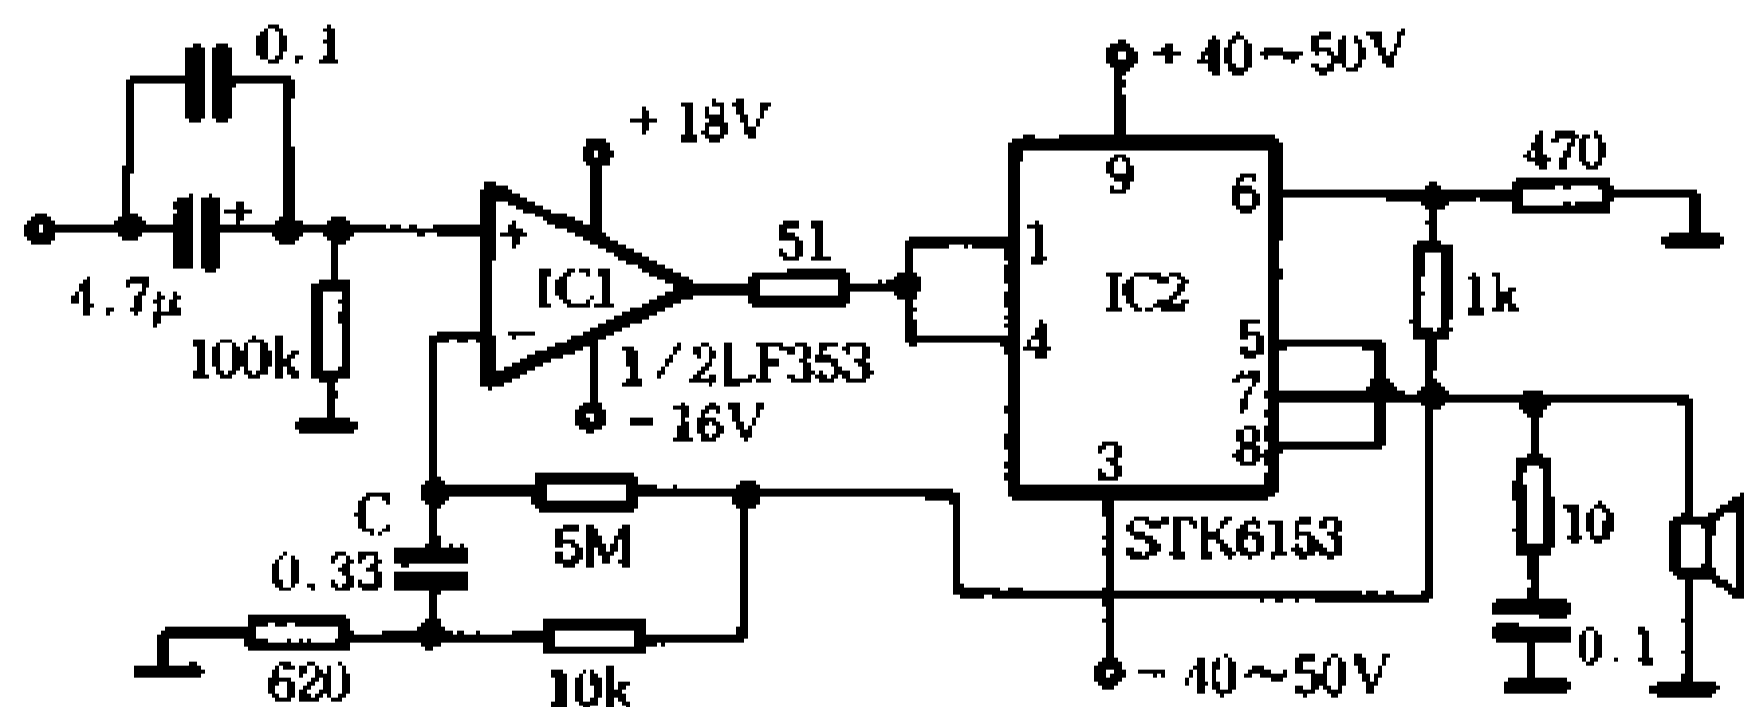 0.1
+
4.7μ
100k
+ 18V
+
IC1
−
1/2LF353
− 16V
51
+ 40~50V
9
1
IC2
4
3
6
5
7
8
STK6153
470
1k
10
0.1
C
0.33
5M
620
10k
− 40~50V